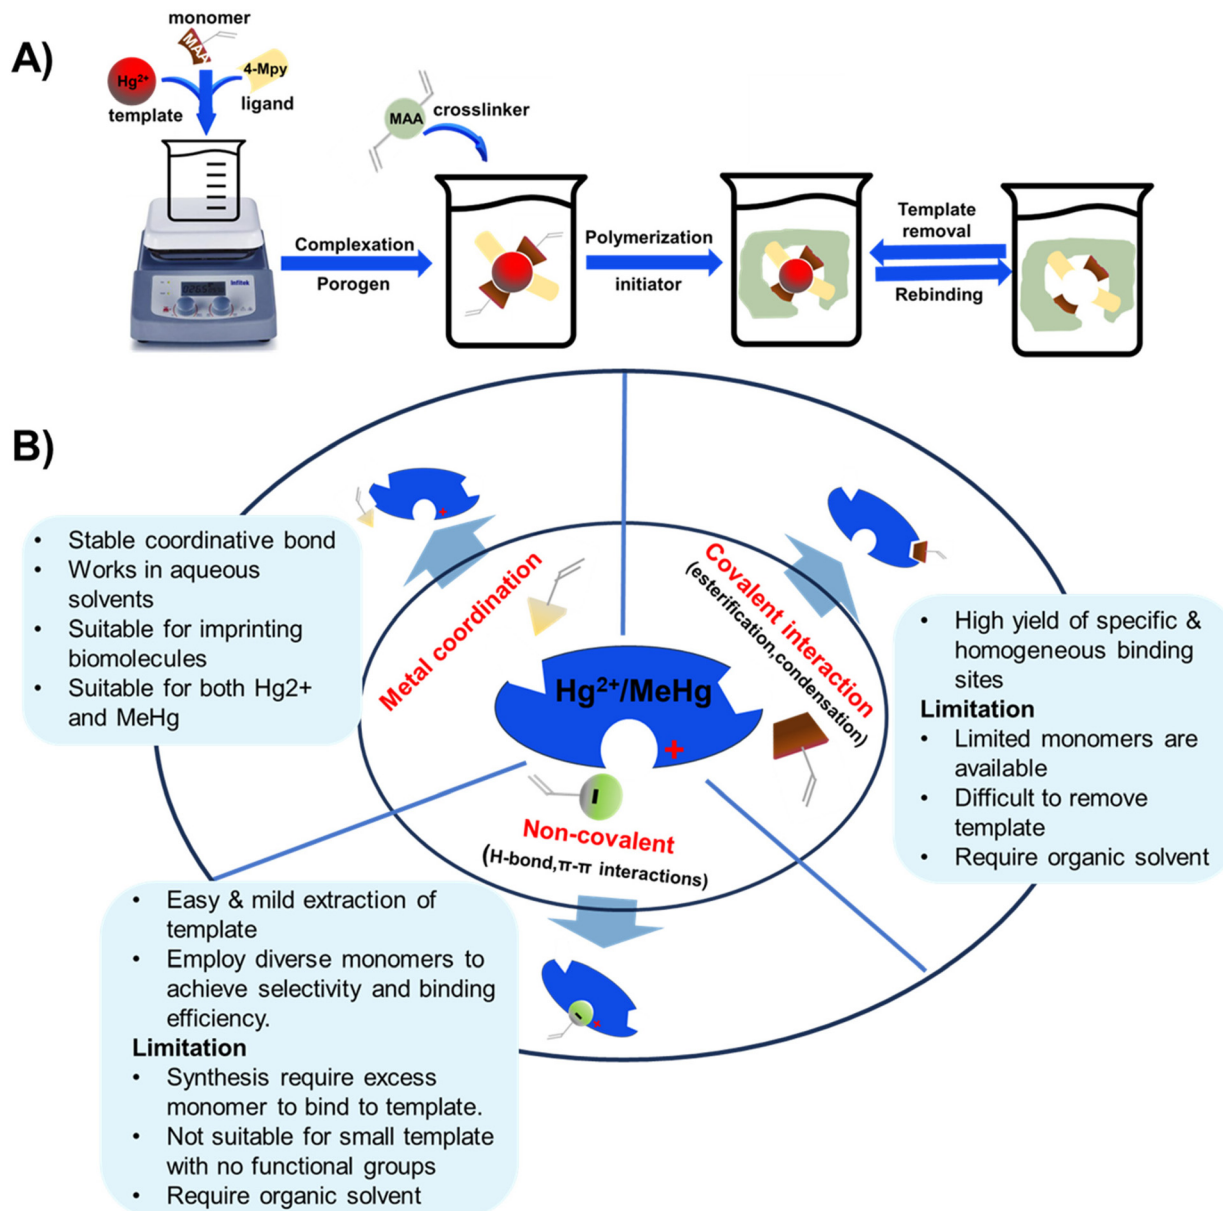 A)
monomer
MAA
Hg²⁺
4-Mpy
template
ligand
MAA
crosslinker
Infitek
Complexation
Porogen
Polymerization
initiator
Template
removal
Rebinding
B)
• Stable coordinative bond
• Works in aqueous
solvents
• Suitable for imprinting
biomolecules
• Suitable for both Hg2+
and MeHg
Metal coordination
Covalent interaction
(esterification,condensation)
Hg²⁺/MeHg
+
+
I
Non-covalent
(H-bond,π-π interactions)
• High yield of specific &
homogeneous binding
sites
Limitation
• Limited monomers are
available
• Difficult to remove
template
• Require organic solvent
• Easy & mild extraction of
template
• Employ diverse monomers to
achieve selectivity and binding
efficiency.
Limitation
• Synthesis require excess
monomer to bind to template.
• Not suitable for small template
with no functional groups
• Require organic solvent
I
+